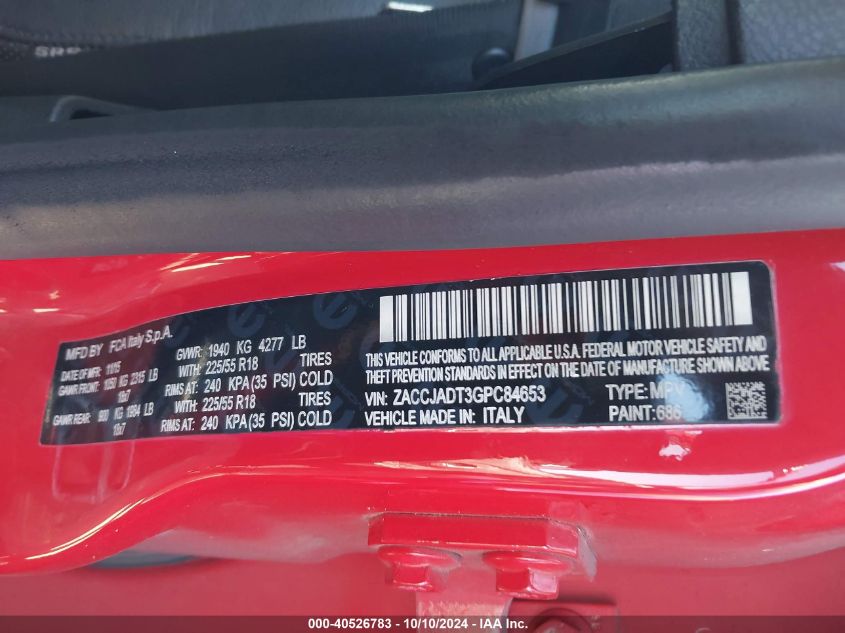 MFD BY FCA Italy S.p.A.
DATE OF MFR: 11/15
GAWR FRONT: 1050 KG 2315 LB
18x7
GAWR REAR: 900 KG 1984 LB
18x7
GVWR: 1940 KG 4277 LB
WITH: 225/55 R18 TIRES
RIMS AT: 240 KPA(35 PSI) COLD
WITH: 225/55 R18 TIRES
RIMS AT: 240 KPA(35 PSI) COLD
THIS VEHICLE CONFORMS TO ALL APPLICABLE U.S.A. FEDERAL MOTOR VEHICLE SAFETY AND
THEFT PREVENTION STANDARDS IN EFFECT ON THE DATE OF MANUFACTURE SHOWN ABOVE.
VIN: ZACCJADT3GPC84653 TYPE: MPV
VEHICLE MADE IN: ITALY PAINT: 686
000-40526783 - 10/10/2024 - IAA Inc.